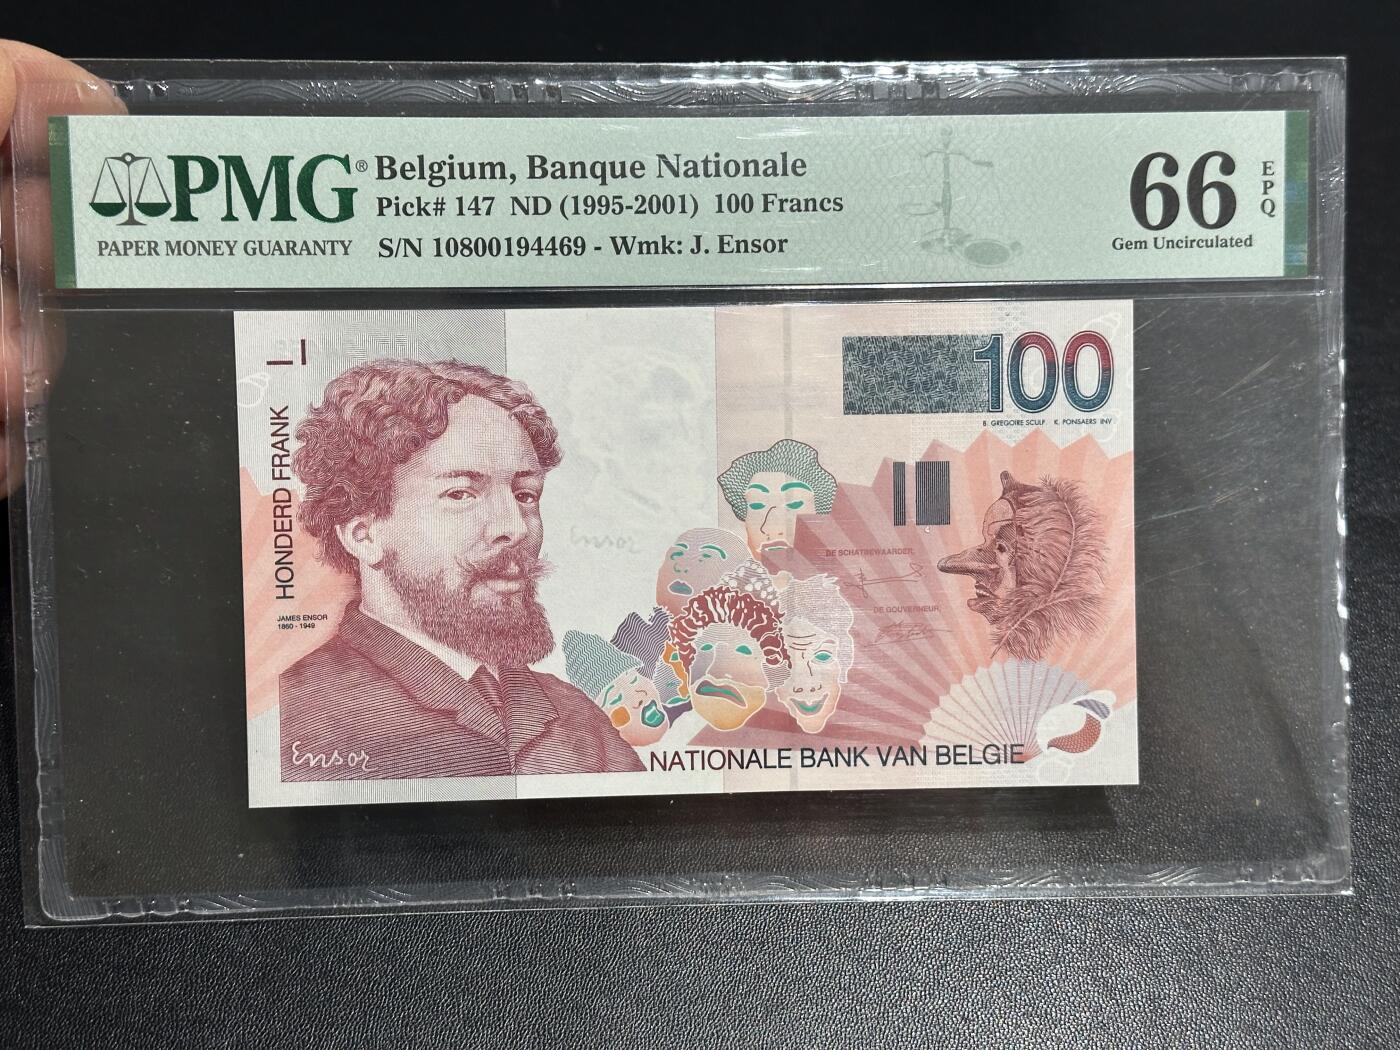 PMG®
PAPER MONEY GUARANTY
Belgium, Banque Nationale
Pick# 147 ND (1995-2001) 100 Francs
S/N 10800194469 - Wmk: J. Ensor
66
EPQ
Gem Uncirculated
100
B. GREGOIRE SCULP. K. PONSAERS INV.
HONDERD FRANK
JAMES ENSOR
1860 - 1949
Ensor
DE SCHATBEWAARDER,
DE GOUVERNEUR,
Ensor
NATIONALE BANK VAN BELGIE